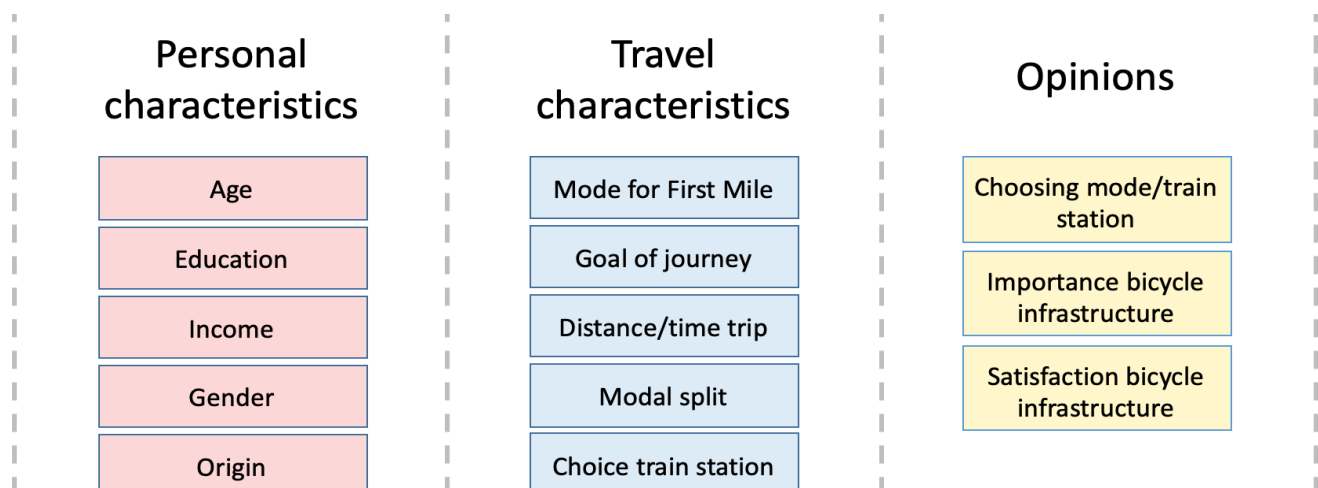 Personal
characteristics
Age
Education
Income
Gender
Origin
Travel
characteristics
Mode for First Mile
Goal of journey
Distance/time trip
Modal split
Choice train station
Opinions
Choosing mode/train
station
Importance bicycle
infrastructure
Satisfaction bicycle
infrastructure